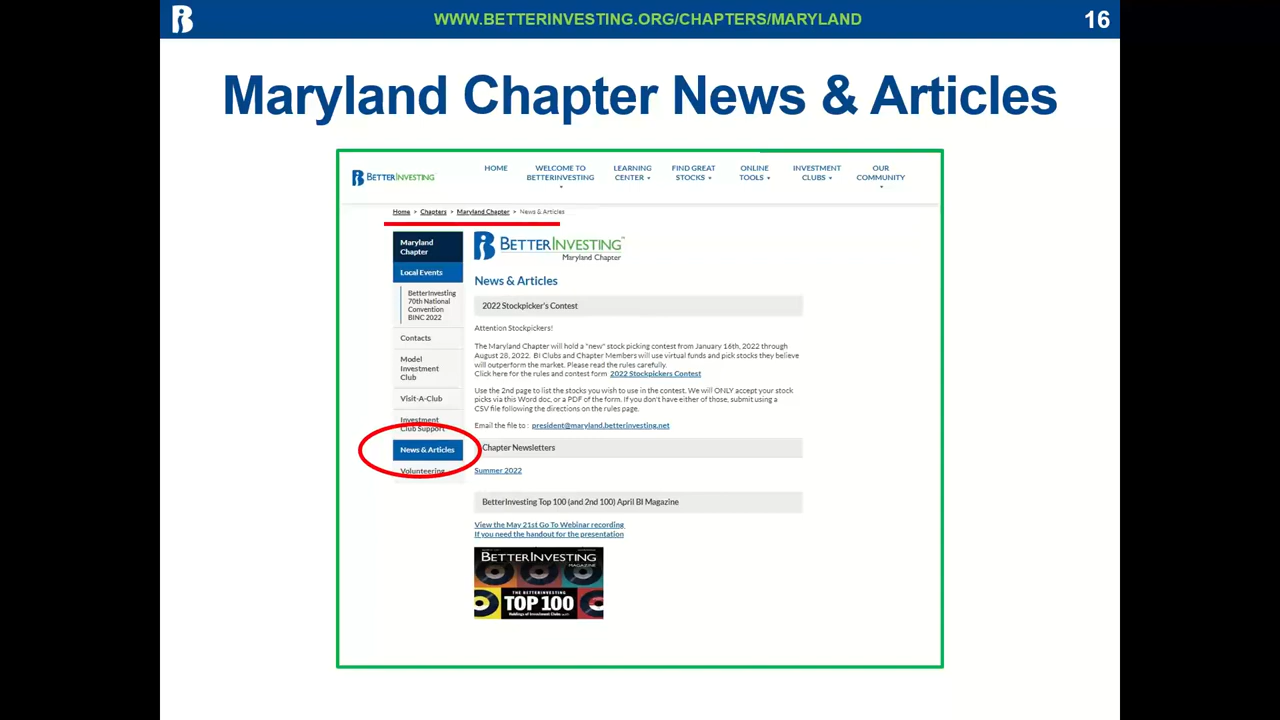 WWW.BETTERINVESTING.ORG/CHAPTERS/MARYLAND
16
Maryland Chapter News & Articles
BETTERINVESTING
HOME
WELCOME TO
BETTERINVESTING
LEARNING
CENTER
FIND GREAT
STOCKS
ONLINE
TOOLS
INVESTMENT
CLUBS
OUR
COMMUNITY
Home > Chapters > Maryland Chapter > News & Articles
Maryland
Chapter
Local Events
BetterInvesting
70th National
Convention
BINC 2022
Contacts
Model
Investment
Club
Visit-A-Club
Investment
Club Support
News & Articles
Volunteering
BETTERINVESTING™
Maryland Chapter
News & Articles
2022 Stockpicker's Contest
Attention Stockpickers!
The Maryland Chapter will hold a "new" stock picking contest from January 16th, 2022 through
August 28, 2022. BI Clubs and Chapter Members will use virtual funds and pick stocks they believe
will outperform the market. Please read the rules carefully.
Click here for the rules and contest form 2022 Stockpickers Contest
Use the 2nd page to list the stocks you wish to use in the contest. We will ONLY accept your stock
picks via this Word doc, or a PDF of the form. If you don't have either of those, submit using a
CSV file following the directions on the rules page.
Email the file to : president@maryland.betterinvesting.net
Chapter Newsletters
Summer 2022
BetterInvesting Top 100 (and 2nd 100) April BI Magazine
View the May 21st Go To Webinar recording
If you need the handout for the presentation
BETTERINVESTING
MAGAZINE
THE BETTERINVESTING
TOP 100
Holdings of Investment Clubs